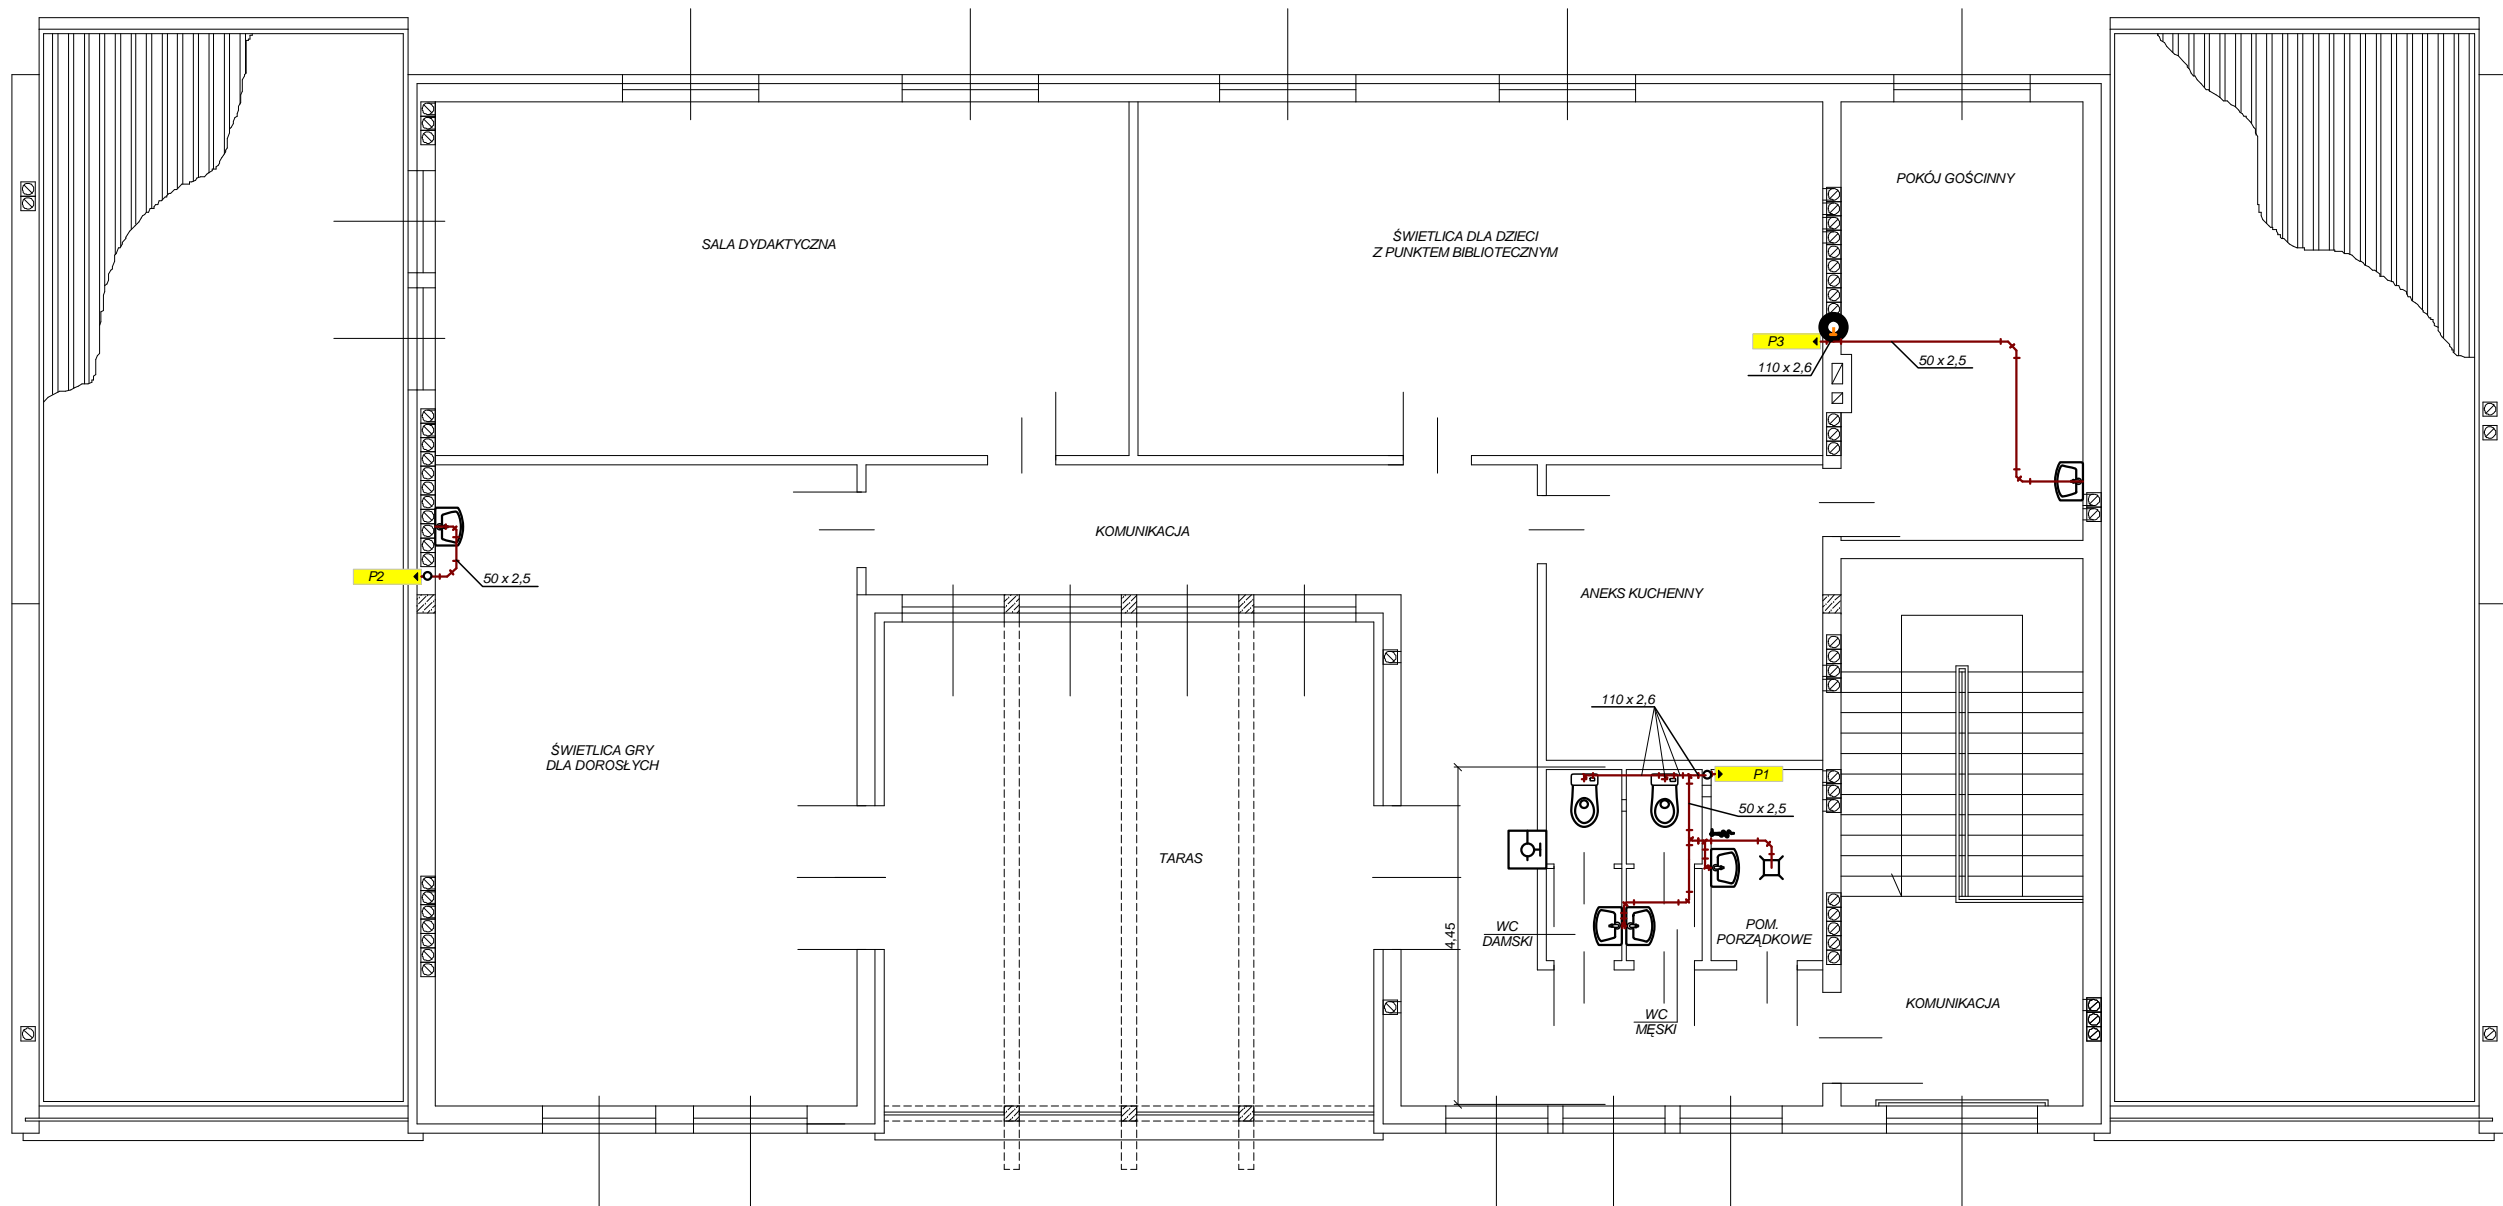 POKÓJ GOŚCINNY
SALA DYDAKTYCZNA
ŚWIETLICA DLA DZIECI
Z PUNKTEM BIBLIOTECZNYM
P3
110 x 2,6
50 x 2,5
KOMUNIKACJA
P2
50 x 2,5
ANEKS KUCHENNY
110 x 2,6
ŚWIETLICA GRY
DLA DOROSŁYCH
P1
50 x 2,5
TARAS
4,45
WC
DAMSKI
POM.
PORZĄDKOWE
WC
MĘSKI
KOMUNIKACJA